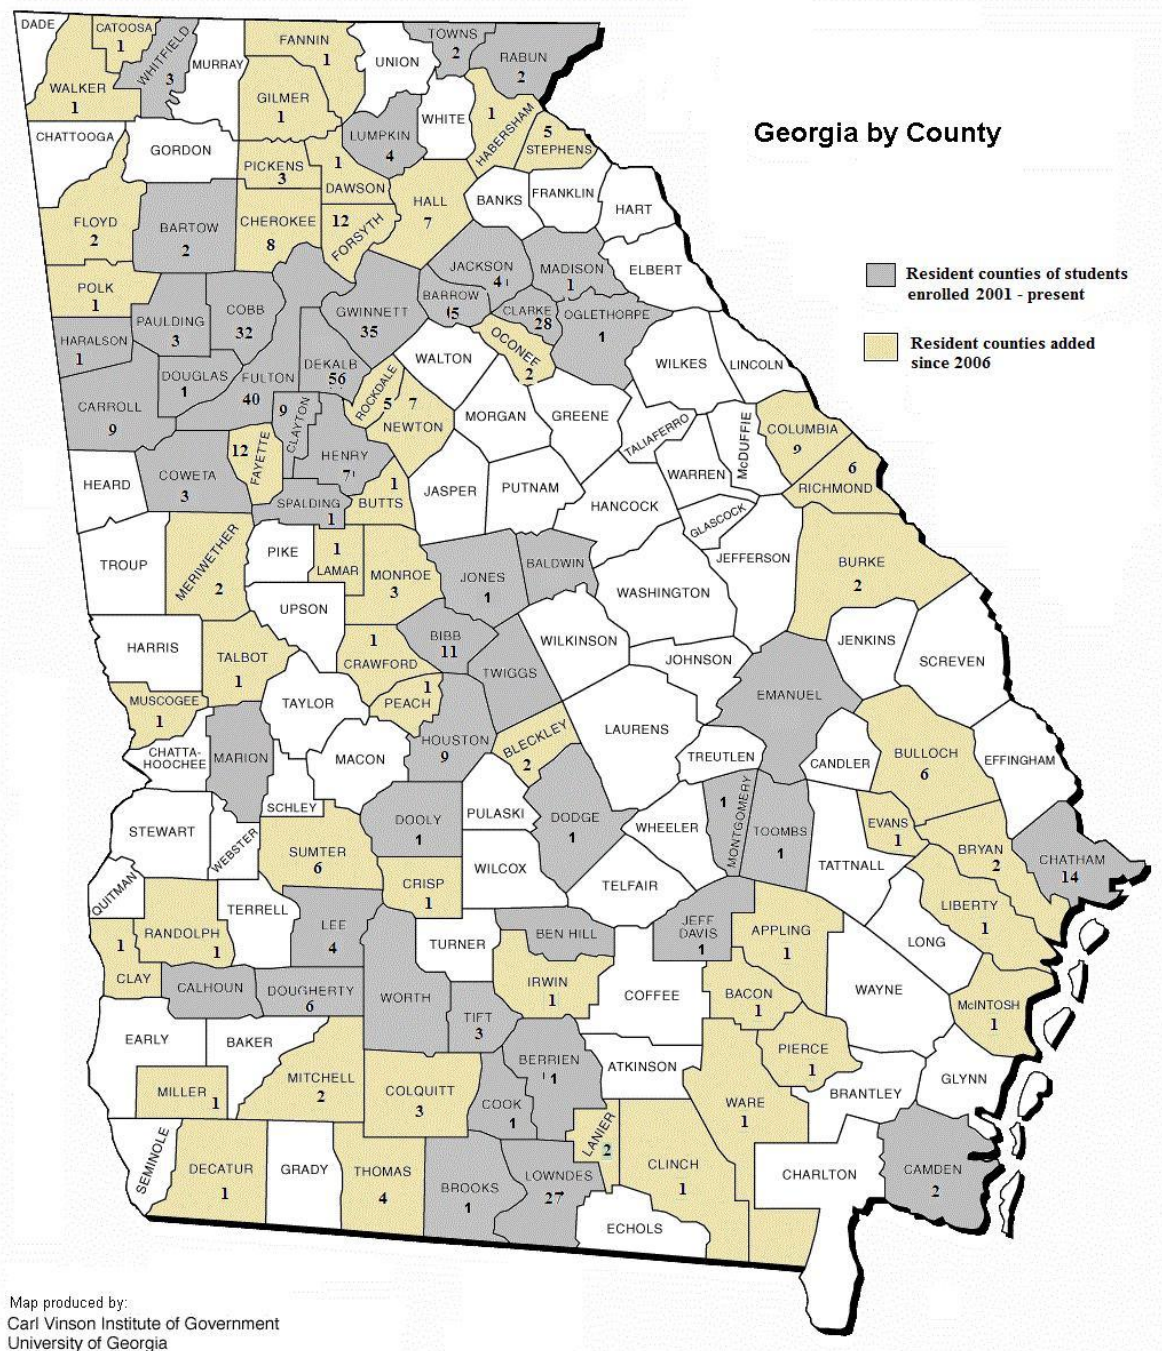 Georgia by County
Resident counties of students
enrolled 2001 - present
Resident counties added
since 2006
DADE
CATOOSA
1
WHITFIELD
3
MURRAY
FANNIN
1
UNION
TOWNS
2
RABUN
2
WALKER
1
GILMER
1
WHITE
1
HABERSHAM
5
STEPHENS
CHATTOOGA
GORDON
LUMPKIN
4
PICKENS
3
1
DAWSON
HALL
7
BANKS
FRANKLIN
HART
FLOYD
2
BARTOW
2
CHEROKEE
8
12
FORSYTH
JACKSON
4
MADISON
1
ELBERT
POLK
1
PAULDING
3
COBB
32
GWINNETT
35
BARROW
5
CLARKE
28
OGLETHORPE
1
HARALSON
1
OCONEE
2
DOUGLAS
1
FULTON
40
DEKALB
56
ROCKDALE
5
WALTON
WILKES
LINCOLN
CARROLL
9
9
CLAYTON
7
NEWTON
MORGAN
GREENE
TALIAFERRO
McDUFFIE
COLUMBIA
9
12
FAYETTE
HENRY
7
WARREN
6
RICHMOND
HEARD
COWETA
3
SPALDING
1
1
BUTTS
JASPER
PUTNAM
HANCOCK
GLASCOCK
TROUP
MERIWETHER
2
PIKE
1
LAMAR
MONROE
3
JONES
1
BALDWIN
WASHINGTON
JEFFERSON
BURKE
2
UPSON
HARRIS
TALBOT
1
1
CRAWFORD
BIBB
11
TWIGGS
WILKINSON
JOHNSON
JENKINS
SCREVEN
EMANUEL
MUSCOGEE
1
TAYLOR
1
PEACH
HOUSTON
9
BLECKLEY
2
LAURENS
TREUTLEN
CANDLER
BULLOCH
6
EFFINGHAM
CHATTA-
HOOCHEE
MARION
MACON
SCHLEY
DOOLY
1
PULASKI
DODGE
1
WHEELER
1
MONTGOMERY
TOOMBS
1
EVANS
1
BRYAN
2
CHATHAM
14
STEWART
WEBSTER
SUMTER
6
CRISP
1
WILCOX
TELFAIR
TATTNALL
QUITMAN
RANDOLPH
1
TERRELL
LEE
4
TURNER
BEN HILL
JEFF
DAVIS
1
APPLING
1
LIBERTY
1
LONG
1
CLAY
CALHOUN
DOUGHERTY
6
WORTH
TIFT
3
IRWIN
1
COFFEE
BACON
1
WAYNE
McINTOSH
1
EARLY
BAKER
MILLER
1
MITCHELL
2
COLQUITT
3
COOK
1
BERRIEN
1
ATKINSON
PIERCE
1
WARE
1
BRANTLEY
GLYNN
SEMINOLE
DECATUR
1
GRADY
THOMAS
4
BROOKS
1
LOWNDES
27
LANIER
2
CLINCH
1
ECHOLS
CHARLTON
CAMDEN
2
Map produced by:
Carl Vinson Institute of Government
University of Georgia